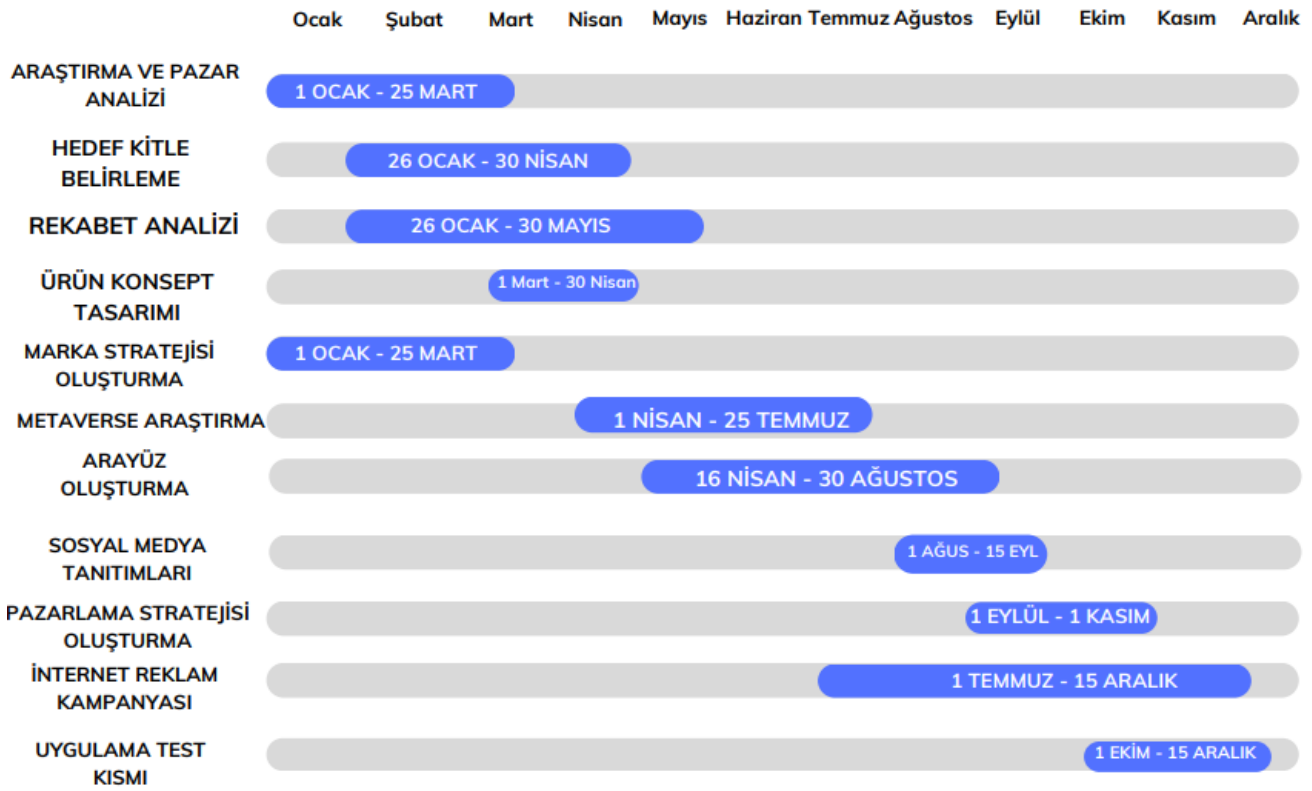 Ocak Şubat Mart Nisan Mayıs Haziran Temmuz Ağustos Eylül Ekim Kasım Aralık
ARAŞTIRMA VE PAZAR
ANALİZİ
1 OCAK - 25 MART
HEDEF KİTLE
BELİRLEME
26 OCAK - 30 NİSAN
REKABET ANALİZİ
26 OCAK - 30 MAYIS
ÜRÜN KONSEPT
TASARIMI
1 Mart - 30 Nisan
MARKA STRATEJİSİ
OLUŞTURMA
1 OCAK - 25 MART
METAVERSE ARAŞTIRMA
1 NİSAN - 25 TEMMUZ
ARAYÜZ
OLUŞTURMA
16 NİSAN - 30 AĞUSTOS
SOSYAL MEDYA
TANITIMLARI
1 AĞUS - 15 EYL
PAZARLAMA STRATEJİSİ
OLUŞTURMA
1 EYLÜL - 1 KASIM
İNTERNET REKLAM
KAMPANYASI
1 TEMMUZ - 15 ARALIK
UYGULAMA TEST
KISMI
1 EKİM - 15 ARALIK